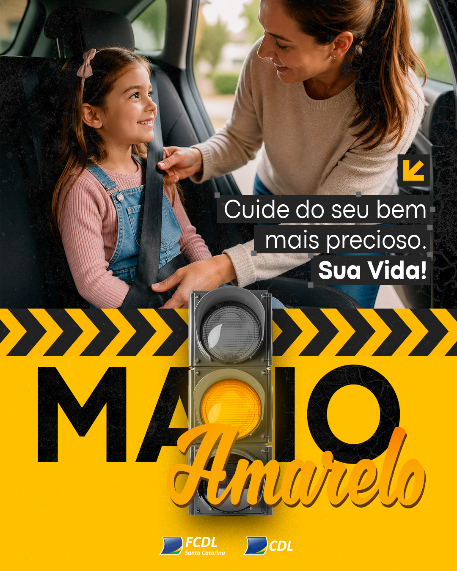 Cuide do seu bem
mais precioso.
Sua Vida!
MAIO
Amarelo
FCDL
Santa Catarina
CDL